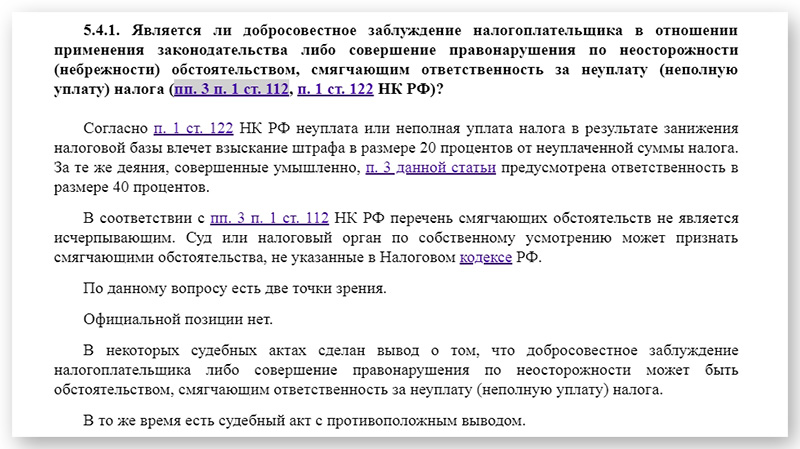 5.4.1. Является ли добросовестное заблуждение налогоплательщика в отношении
применения законодательства либо совершение правонарушения по неосторожности
(небрежности) обстоятельством, смягчающим ответственность за неуплату (неполную
уплату) налога (пп. 3 п. 1 ст. 112, п. 1 ст. 122 НК РФ)?
Согласно п. 1 ст. 122 НК РФ неуплата или неполная уплата налога в результате занижения
налоговой базы влечет взыскание штрафа в размере 20 процентов от неуплаченной суммы налога.
За те же деяния, совершенные умышленно, п. 3 данной статьи предусмотрена ответственность в
размере 40 процентов.
В соответствии с пп. 3 п. 1 ст. 112 НК РФ перечень смягчающих обстоятельств не является
исчерпывающим. Суд или налоговый орган по собственному усмотрению может признать
смягчающими обстоятельства, не указанные в Налоговом кодексе РФ.
По данному вопросу есть две точки зрения.
Официальной позиции нет.
В некоторых судебных актах сделан вывод о том, что добросовестное заблуждение
налогоплательщика либо совершение правонарушения по неосторожности может быть
обстоятельством, смягчающим ответственность за неуплату (неполную уплату) налога.
В то же время есть судебный акт с противоположным выводом.